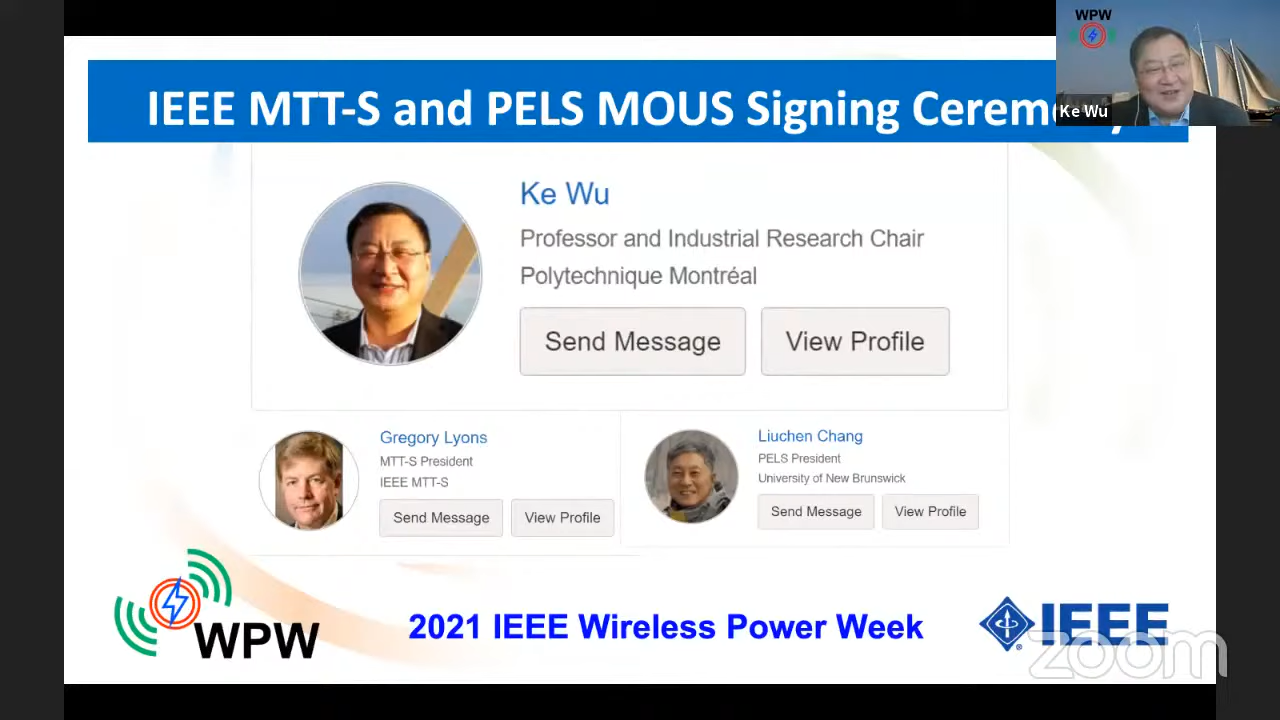 WPW
Ke Wu
IEEE MTT-S and PELS MOUS Signing Cerem
Ke Wu
Professor and Industrial Research Chair
Polytechnique Montréal
Send Message
View Profile
Gregory Lyons
MTT-S President
IEEE MTT-S
Send Message
View Profile
Liuchen Chang
PELS President
University of New Brunswick
Send Message
View Profile
WPW
2021 IEEE Wireless Power Week
IEEE
zoom